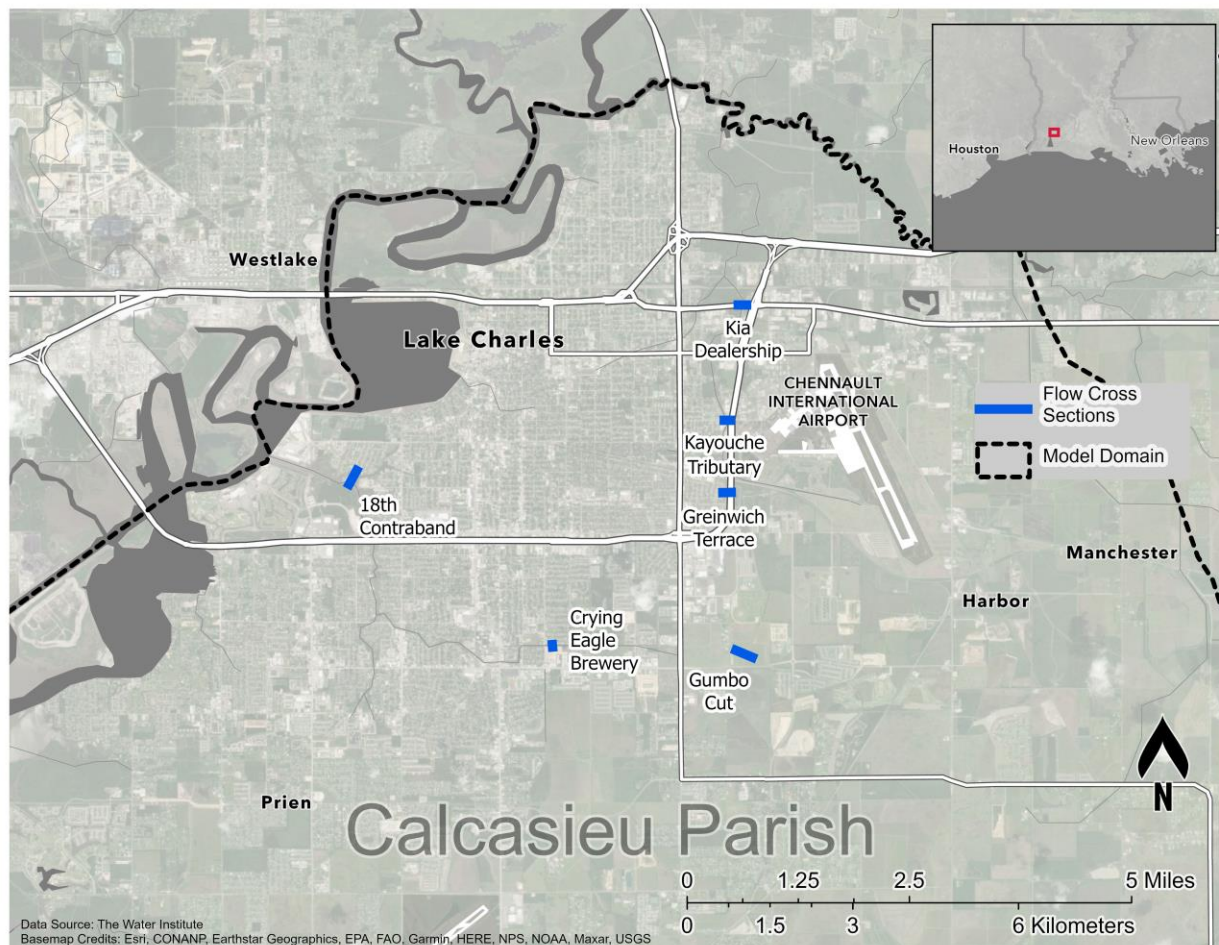 Houston
New Orleans
Westlake
Lake Charles
Kia
Dealership
CHENNAULT
INTERNATIONAL
AIRPORT
Flow Cross
Sections
Model Domain
Kayouche
Tributary
18th
Contraband
Greinwich
Terrace
Manchester
Harbor
Crying
Eagle
Brewery
Gumbo
Cut
N
Prien
Calcasieu Parish
0 1.25 2.5 5 Miles
0 1.5 3 6 Kilometers
Data Source: The Water Institute
Basemap Credits: Esri, CONANP, Earthstar Geographics, EPA, FAO, Garmin, HERE, NPS, NOAA, Maxar, USGS